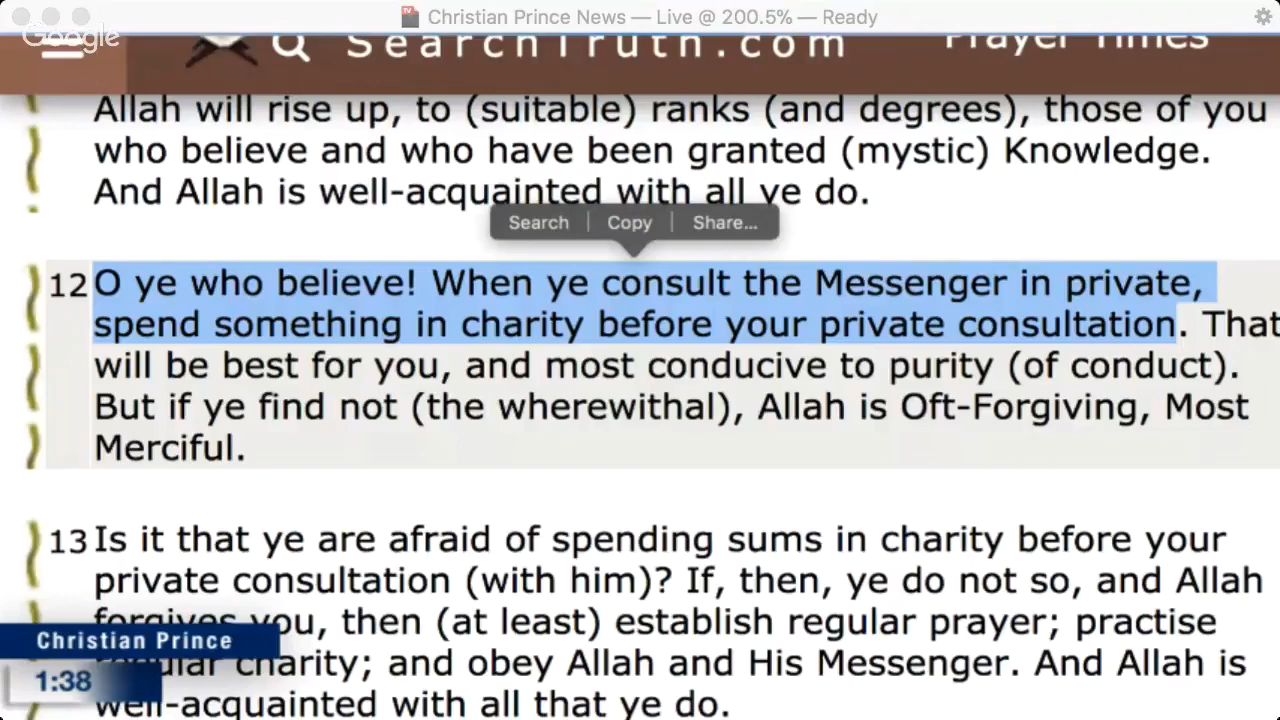 Christian Prince News — Live @ 200.5% — Ready
Google
SearchTruth.com
Prayer Times
Allah will rise up, to (suitable) ranks (and degrees), those of you
who believe and who have been granted (mystic) Knowledge.
And Allah is well-acquainted with all ye do.
Search Copy Share...
12 O ye who believe! When ye consult the Messenger in private,
spend something in charity before your private consultation. That
will be best for you, and most conducive to purity (of conduct).
But if ye find not (the wherewithal), Allah is Oft-Forgiving, Most
Merciful.
13 Is it that ye are afraid of spending sums in charity before your
private consultation (with him)? If, then, ye do not so, and Allah
forgives you, then (at least) establish regular prayer; practise
Christian Prince
regular charity; and obey Allah and His Messenger. And Allah is
1:38
well-acquainted with all that ye do.